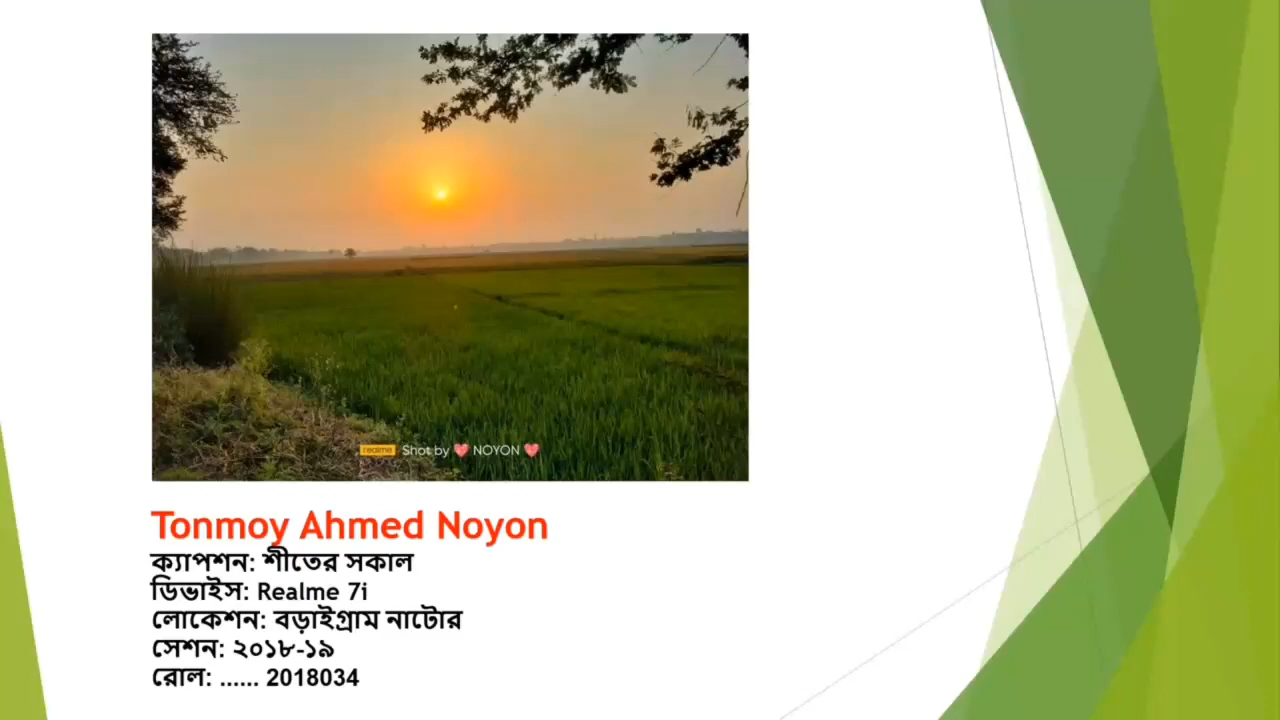 realme Shot by ❤ NOYON ❤
Tonmoy Ahmed Noyon
ক্যাপশন: শীতের সকাল
ডিভাইস: Realme 7i
লোকেশন: বড়াইগ্রাম নাটোর
সেশন: ২০১৮-১৯
রোল: ...... 2018034